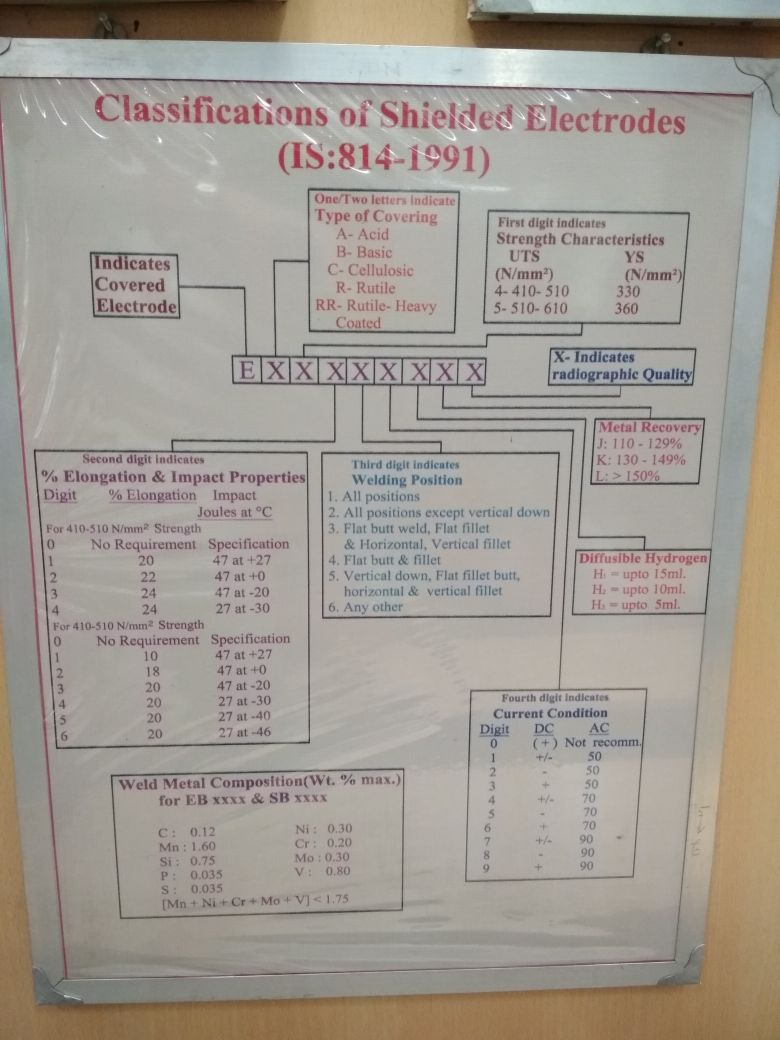 Classifications of Shielded Electrodes
(IS:814-1991)
Indicates
Covered
Electrode
One/Two letters indicate
Type of Covering
A- Acid
B- Basic
C- Cellulosic
R- Rutile
RR- Rutile- Heavy
Coated
First digit indicates
Strength Characteristics
UTS YS
(N/mm²) (N/mm²)
4- 410- 510 330
5- 510- 610 360
E X X X X X X X X
X- Indicates
radiographic Quality
Metal Recovery
J: 110 - 129%
K: 130 - 149%
L: > 150%
Second digit indicates
% Elongation & Impact Properties
Digit % Elongation Impact
Joules at °C
For 410-510 N/mm² Strength
0 No Requirement Specification
1 20 47 at +27
2 22 47 at +0
3 24 47 at -20
4 24 27 at -30
For 410-510 N/mm² Strength
0 No Requirement Specification
1 10 47 at +27
2 18 47 at +0
3 20 47 at -20
4 20 27 at -30
5 20 27 at -40
6 20 27 at -46
Third digit indicates
Welding Position
1. All positions
2. All positions except vertical down
3. Flat butt weld, Flat fillet
& Horizontal, Vertical fillet
4. Flat butt & fillet
5. Vertical down, Flat fillet butt,
horizontal & vertical fillet
6. Any other
Diffusible Hydrogen
H₁ = upto 15ml.
H₂ = upto 10ml.
H₃ = upto 5ml.
Fourth digit indicates
Current Condition
Digit DC AC
0 (+) Not recomm.
1 +/- 50
2 - 50
3 + 50
4 +/- 70
5 - 70
6 + 70
7 +/- 90
8 - 90
9 + 90
Weld Metal Composition(Wt. % max.)
for EB xxxx & SB xxxx
C : 0.12 Ni : 0.30
Mn : 1.60 Cr : 0.20
Si : 0.75 Mo : 0.30
P : 0.035 V : 0.80
S : 0.035
[Mn + Ni + Cr + Mo + V] < 1.75